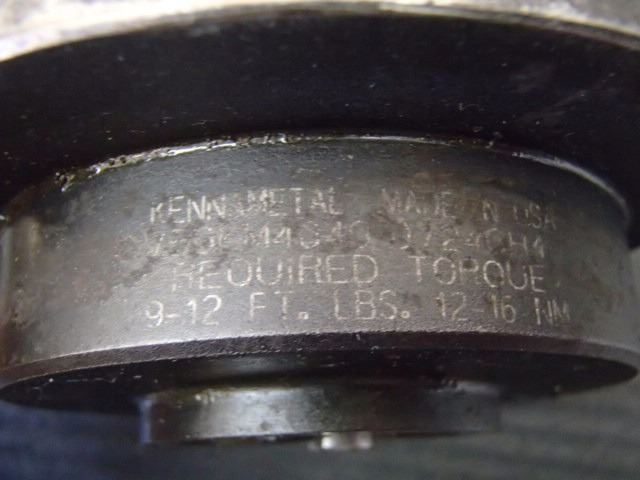 KENNAMETAL MADE IN USA
REQUIRED TORQUE
9-12 FT. LBS. 12-16 NM